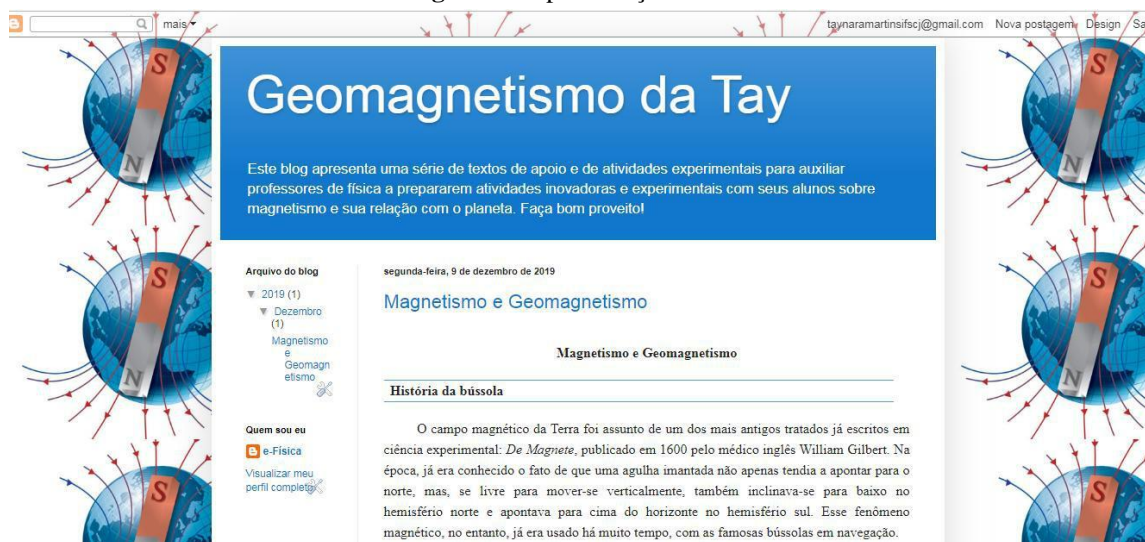 mais
taynaramartinsifscj@gmail.com Nova postagem Design
Geomagnetismo da Tay
Este blog apresenta uma série de textos de apoio e de atividades experimentais para auxiliar
professores de física a prepararem atividades inovadoras e experimentais com seus alunos sobre
magnetismo e sua relação com o planeta. Faça bom proveito!
Arquivo do blog
▼ 2019 (1)
▼ Dezembro
(1)
Magnetismo
e
Geomagn
etismo
Quem sou eu
e-Física
Visualizar meu
perfil completo
segunda-feira, 9 de dezembro de 2019
Magnetismo e Geomagnetismo
Magnetismo e Geomagnetismo
História da bússola
O campo magnético da Terra foi assunto de um dos mais antigos tratados já escritos em
ciência experimental: De Magnete, publicado em 1600 pelo médico inglês William Gilbert. Na
época, já era conhecido o fato de que uma agulha imantada não apenas tendia a apontar para o
norte, mas, se livre para mover-se verticalmente, também inclinava-se para baixo no
hemisfério norte e apontava para cima do horizonte no hemisfério sul. Esse fenômeno
magnético, no entanto, já era usado há muito tempo, com as famosas bússolas em navegação.
S
N
S
N
S
S
N
S
N
S